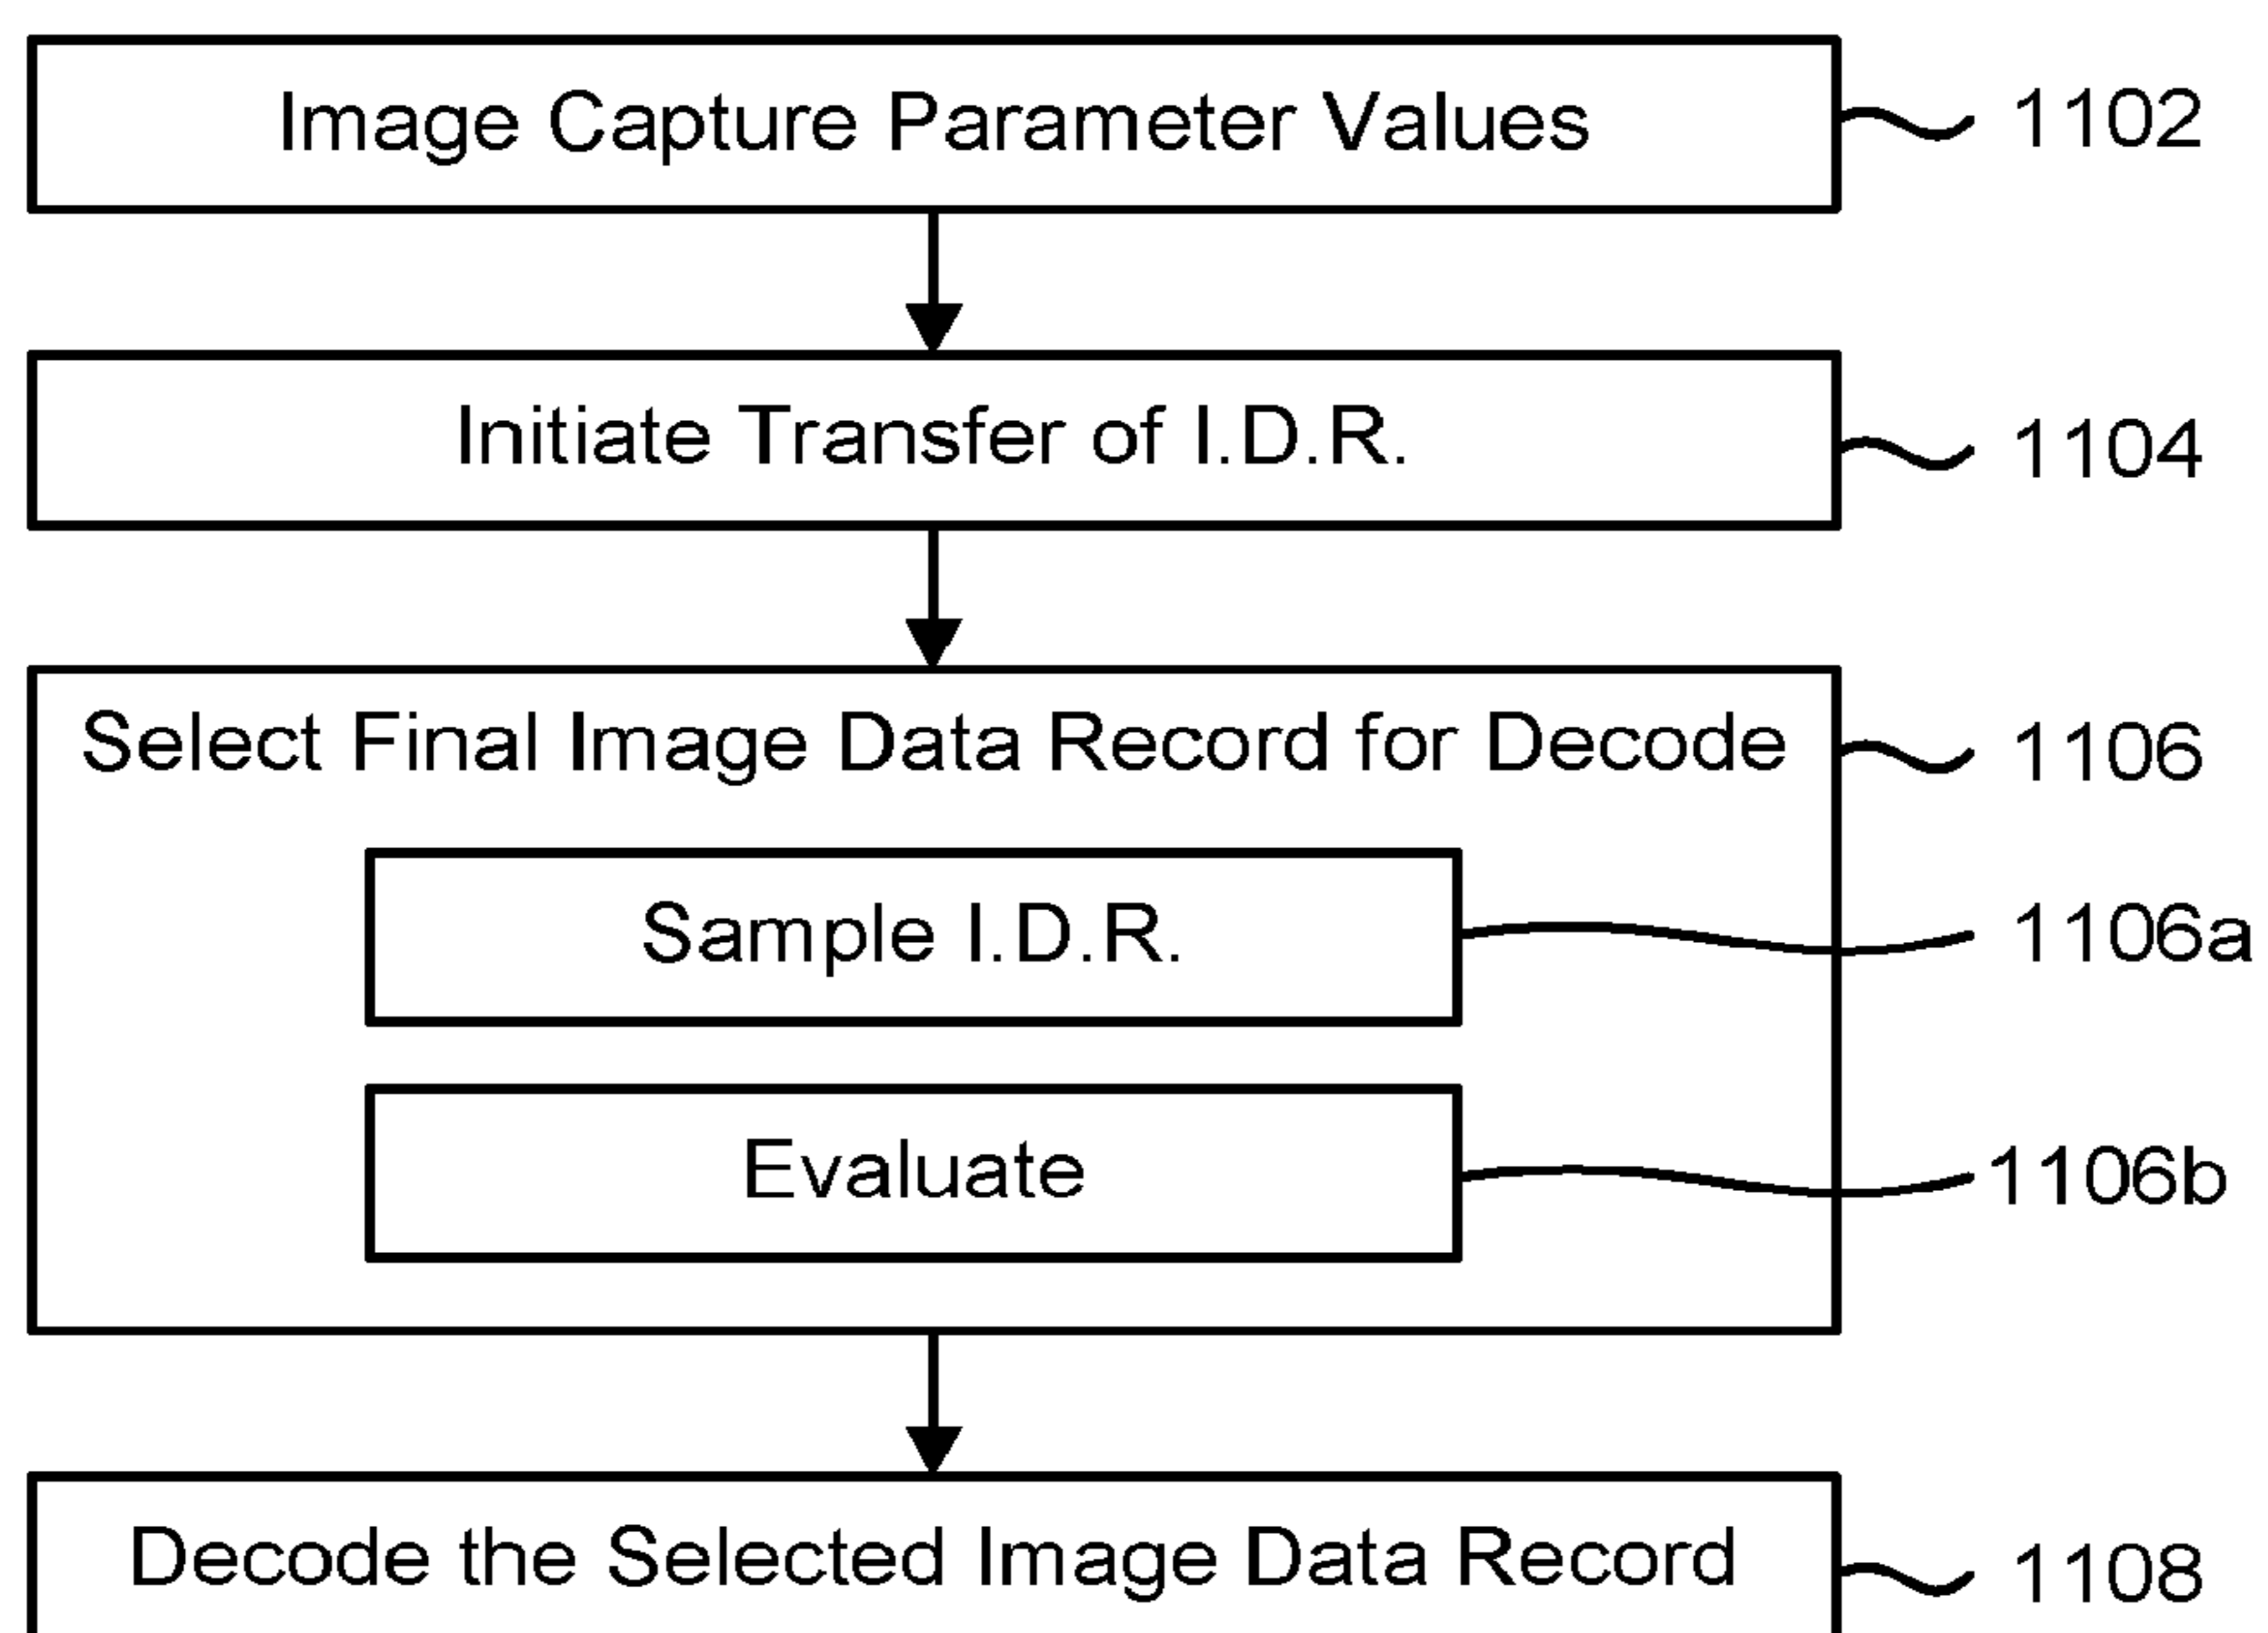 Image Capture Parameter Values 1102
Initiate Transfer of I.D.R. 1104
Select Final Image Data Record for Decode 1106
Sample I.D.R. 1106a
Evaluate 1106b
Decode the Selected Image Data Record 1108